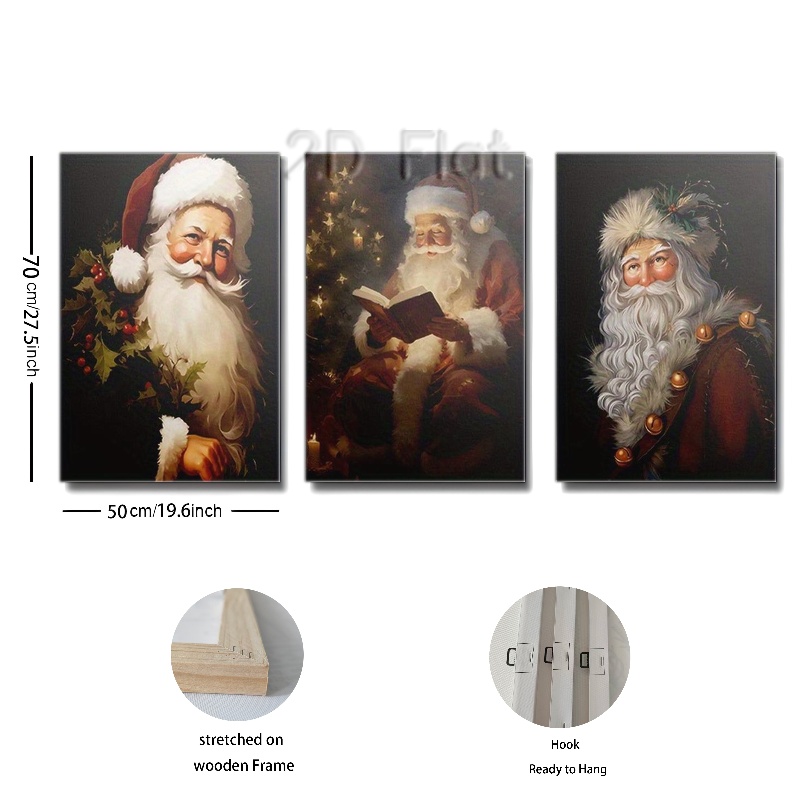 2D Flat
70 cm/27.5inch
50 cm/19.6inch
stretched on
wooden Frame
Hook
Ready to Hang